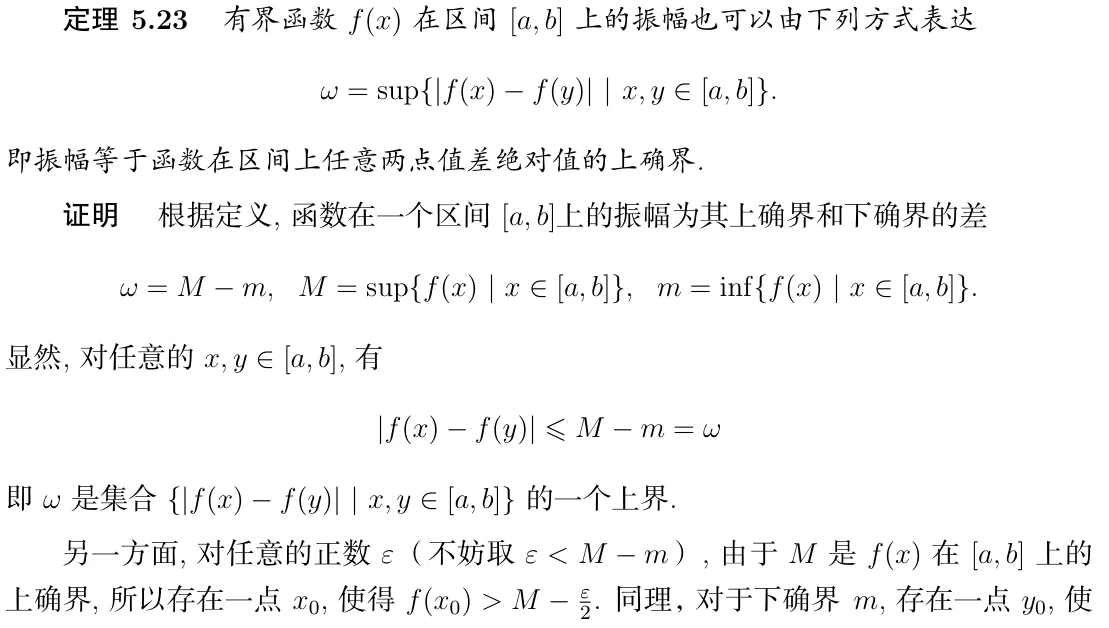 定理 5.23 有界函数 f(x) 在区间 [a, b] 上的振幅也可以由下列方式表达
ω = sup{|f(x) − f(y)| | x, y ∈ [a, b]}.
即振幅等于函数在区间上任意两点值差绝对值的上确界.
证明 根据定义, 函数在一个区间 [a, b]上的振幅为其上确界和下确界的差
ω = M − m, M = sup{f(x) | x ∈ [a, b]}, m = inf{f(x) | x ∈ [a, b]}.
显然, 对任意的 x, y ∈ [a, b], 有
|f(x) − f(y)| ⩽ M − m = ω
即 ω 是集合 {|f(x) − f(y)| | x, y ∈ [a, b]} 的一个上界.
另一方面, 对任意的正数 ε（不妨取 ε < M − m）, 由于 M 是 f(x) 在 [a, b] 上的
上确界, 所以存在一点 x₀, 使得 f(x₀) > M − ε/2. 同理, 对于下确界 m, 存在一点 y₀, 使